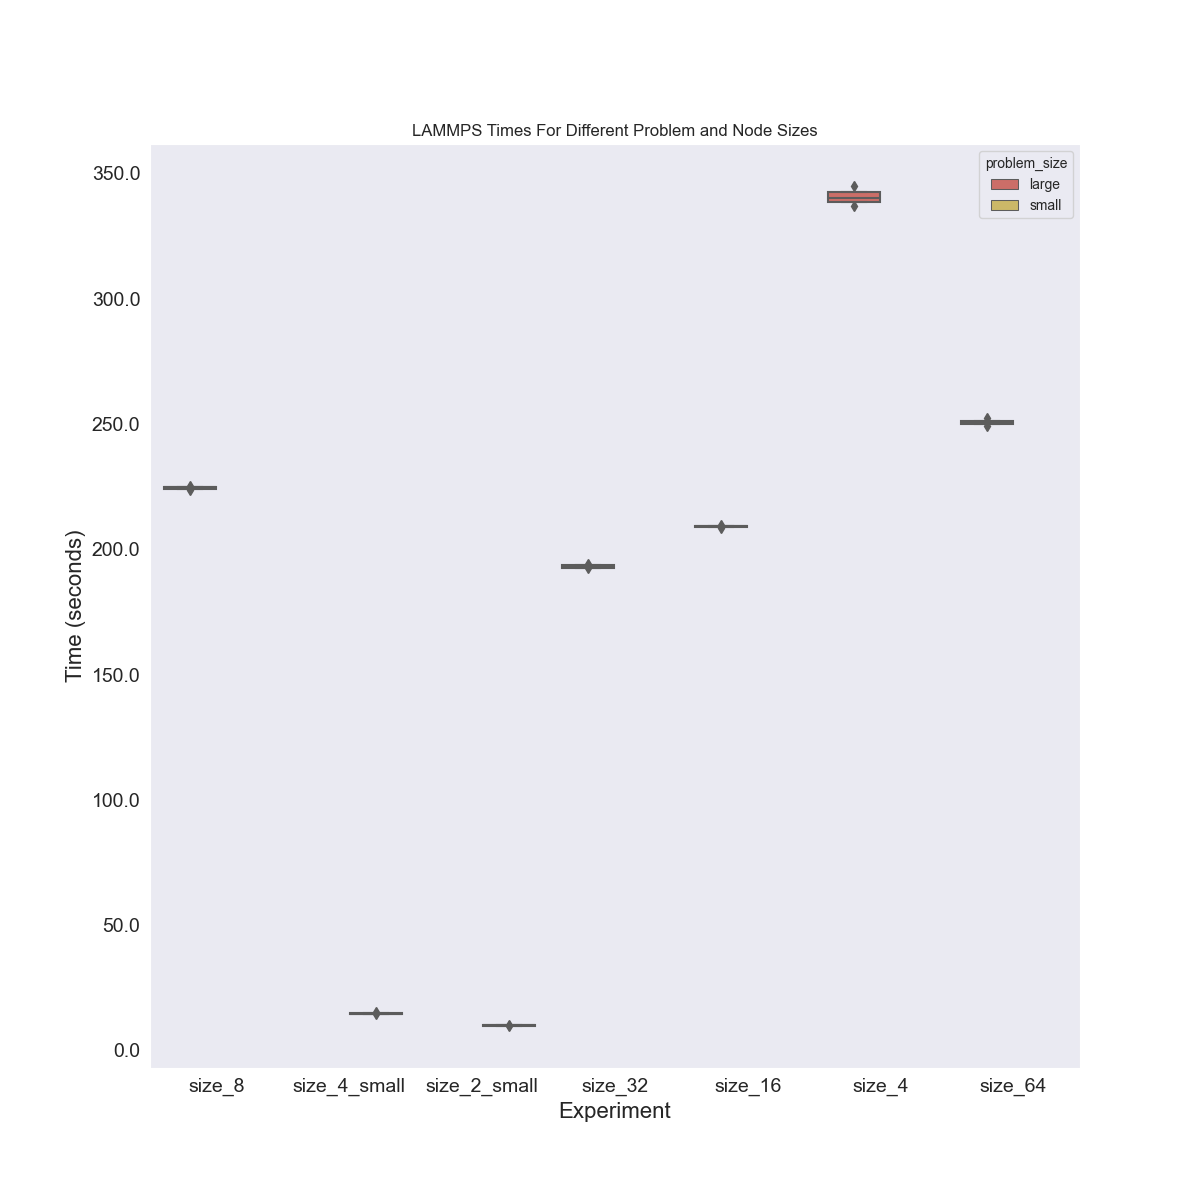 LAMMPS Times For Different Problem and Node Sizes
problem_size
large
small
350.0
300.0
250.0
200.0
150.0
100.0
50.0
0.0
Time (seconds)
size_8 size_4_small size_2_small size_32 size_16 size_4 size_64
Experiment